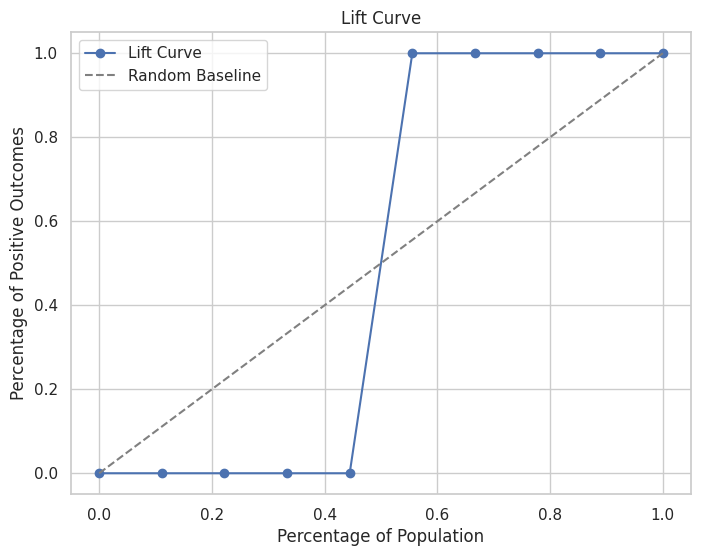 Lift Curve
Lift Curve
Random Baseline
Percentage of Positive Outcomes
1.0
0.8
0.6
0.4
0.2
0.0
0.0 0.2 0.4 0.6 0.8 1.0
Percentage of Population